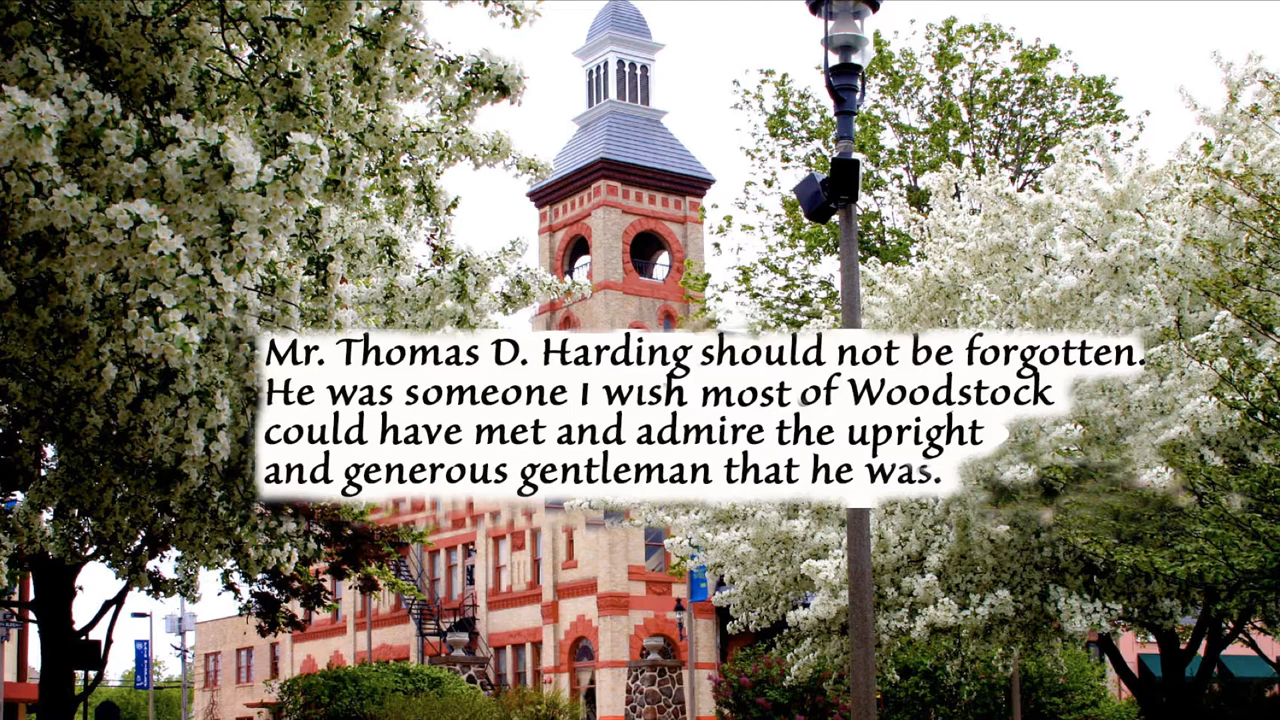 Mr. Thomas D. Harding should not be forgotten.
He was someone I wish most of Woodstock
could have met and admire the upright
and generous gentleman that he was.